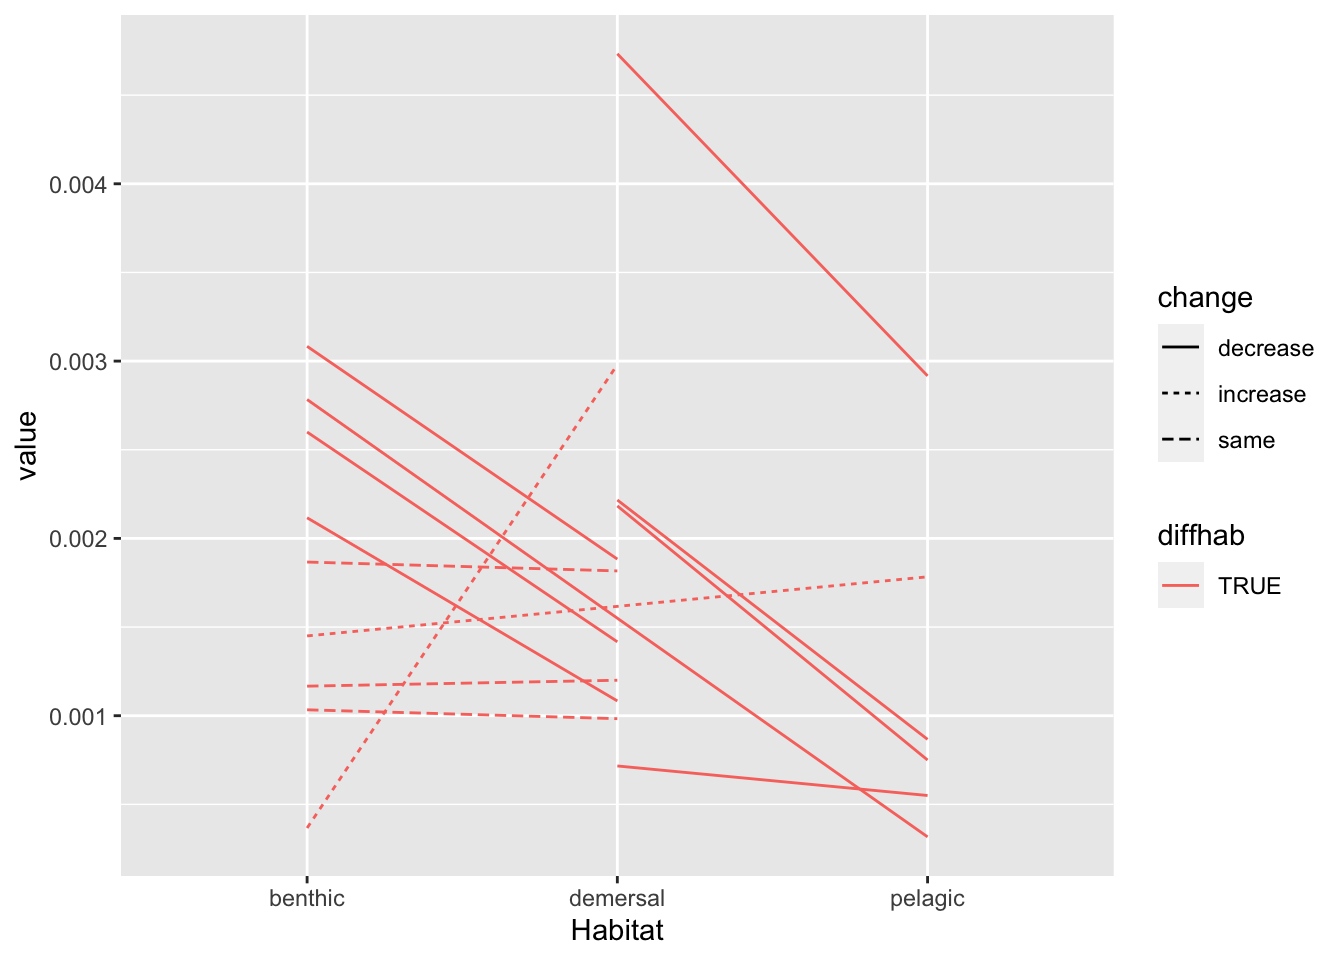 0.004
0.003
0.002
0.001
value
benthic
demersal
pelagic
Habitat
change
decrease
increase
same
diffhab
TRUE